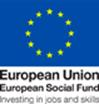 European Union
European Social Fund
Investing in jobs and skills